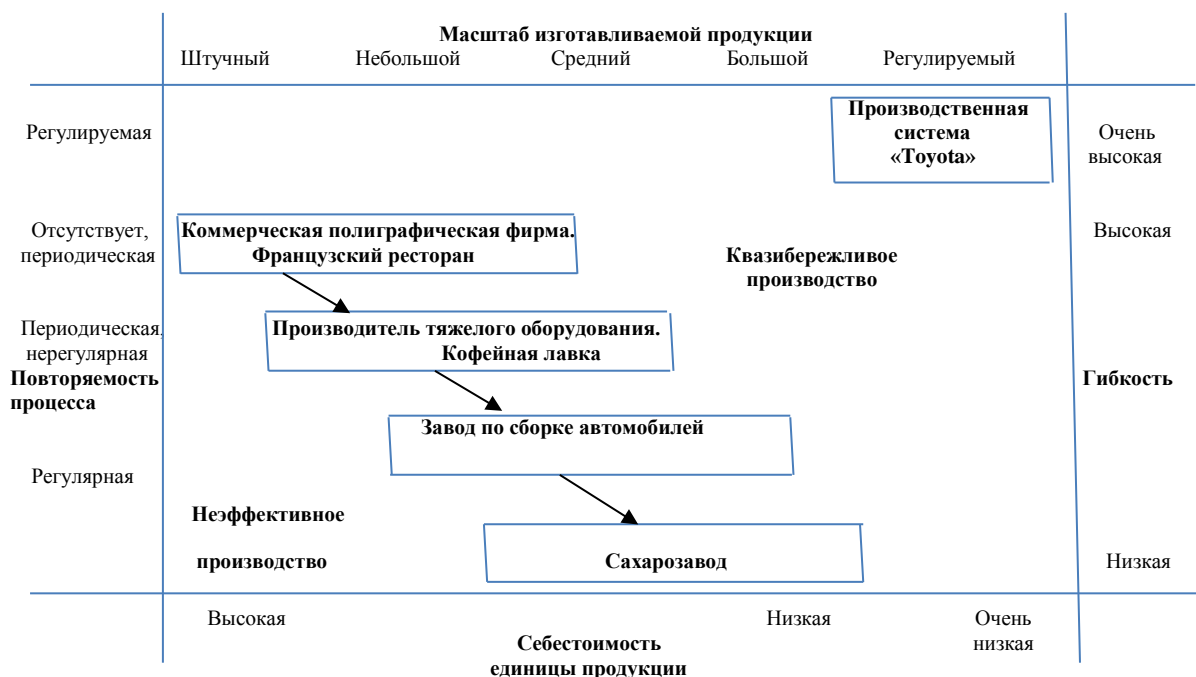 Масштаб изготавливаемой продукции
Штучный Небольшой Средний Большой Регулируемый
Регулируемая
Производственная
система
«Toyota»
Очень
высокая
Отсутствует,
периодическая
Коммерческая полиграфическая фирма.
Французский ресторан
Квазибережливое
производство
Высокая
Периодическая,
нерегулярная
Производитель тяжелого оборудования.
Кофейная лавка
Повторяемость
процесса
Гибкость
Завод по сборке автомобилей
Регулярная
Неэффективное
производство
Сахарозавод
Низкая
Высокая
Низкая
Очень
низкая
Себестоимость
единицы продукции